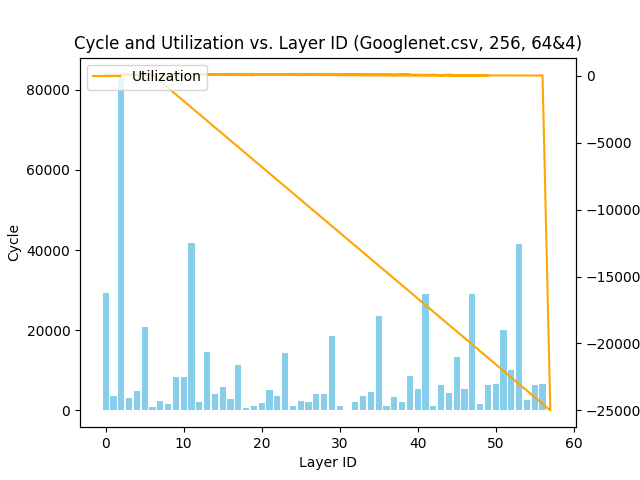 Cycle and Utilization vs. Layer ID (Googlenet.csv, 256, 64&4)
Utilization
80000
60000
40000
20000
0
Cycle
0
−5000
−10000
−15000
−20000
−25000
0 10 20 30 40 50 60
Layer ID